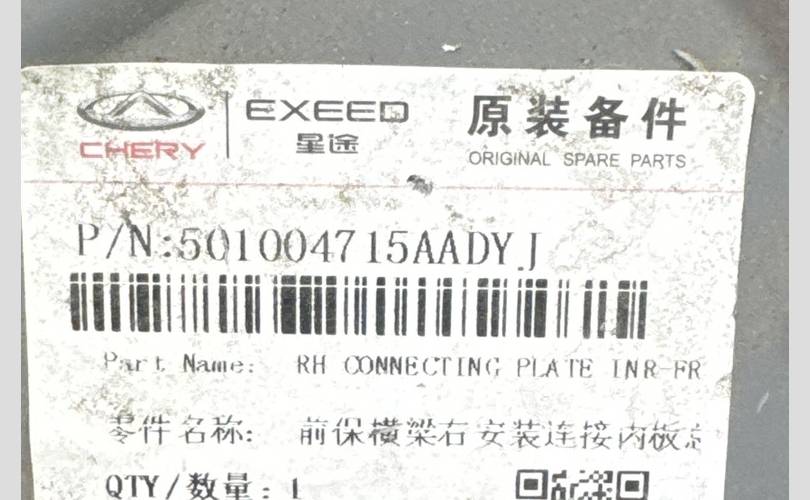 CHERY EXEED 星途 原装备件
ORIGINAL SPARE PARTS
P/N:501004715AADYJ
Part Name: RH CONNECTING PLATE INR-FR
零件名称: 前保横梁右安装连接内板
QTY/数量: 1